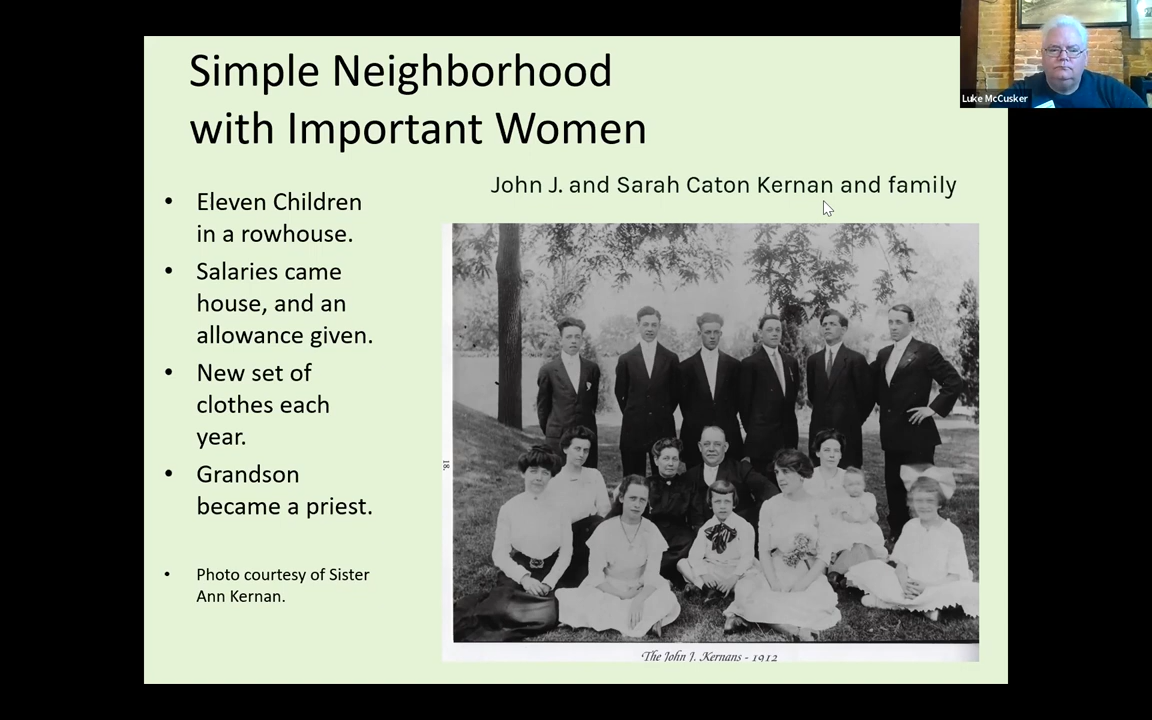 Simple Neighborhood
with Important Women
Luke McCusker
John J. and Sarah Caton Kernan and family
• Eleven Children
in a rowhouse.
• Salaries came
house, and an
allowance given.
• New set of
clothes each
year.
• Grandson
became a priest.
• Photo courtesy of Sister
Ann Kernan.
18.
The John J. Kernans - 1912